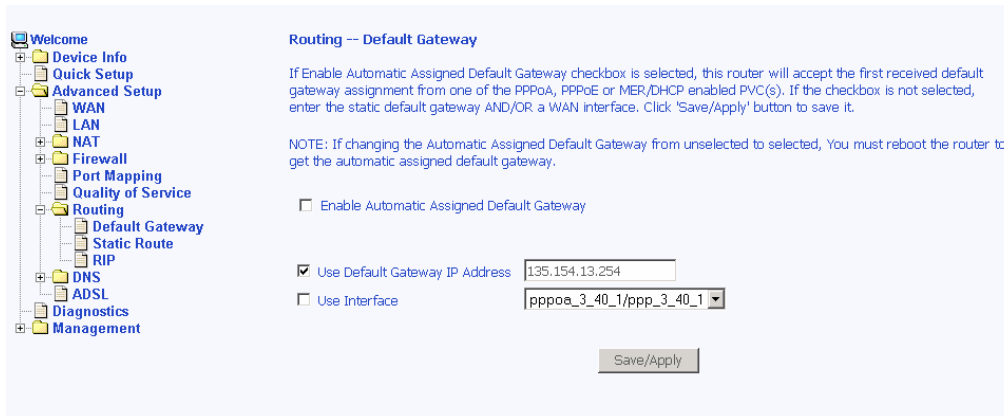 Welcome
Device Info
Quick Setup
Advanced Setup
WAN
LAN
NAT
Firewall
Port Mapping
Quality of Service
Routing
Default Gateway
Static Route
RIP
DNS
ADSL
Diagnostics
Management
Routing -- Default Gateway
If Enable Automatic Assigned Default Gateway checkbox is selected, this router will accept the first received default
gateway assignment from one of the PPPoA, PPPoE or MER/DHCP enabled PVC(s). If the checkbox is not selected,
enter the static default gateway AND/OR a WAN interface. Click 'Save/Apply' button to save it.
NOTE: If changing the Automatic Assigned Default Gateway from unselected to selected, You must reboot the router to
get the automatic assigned default gateway.
Enable Automatic Assigned Default Gateway
Use Default Gateway IP Address 135.154.13.254
Use Interface pppoa_3_40_1/ppp_3_40_1
Save/Apply